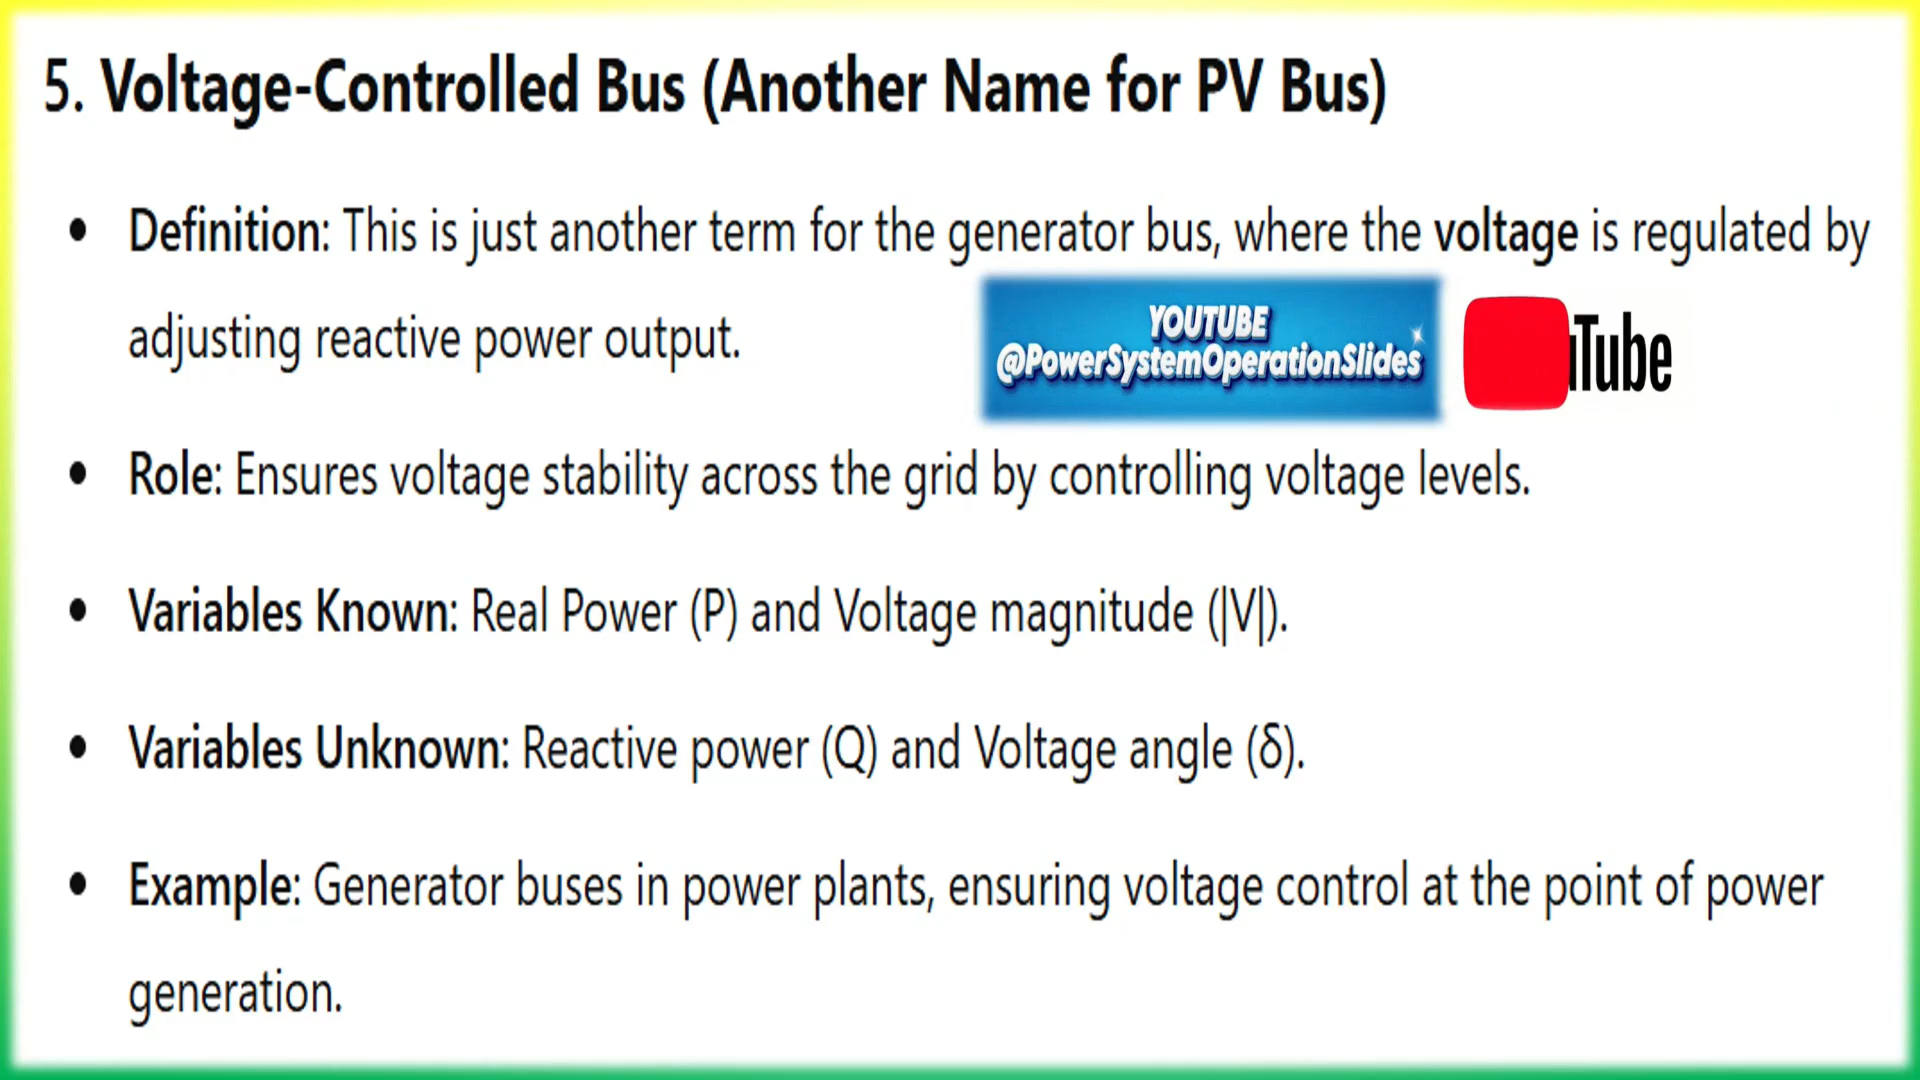 5. Voltage-Controlled Bus (Another Name for PV Bus)
• Definition: This is just another term for the generator bus, where the voltage is regulated by
adjusting reactive power output.
YOUTUBE
@PowerSystemOperationSlides
Tube
• Role: Ensures voltage stability across the grid by controlling voltage levels.
• Variables Known: Real Power (P) and Voltage magnitude (|V|).
• Variables Unknown: Reactive power (Q) and Voltage angle (δ).
• Example: Generator buses in power plants, ensuring voltage control at the point of power
generation.